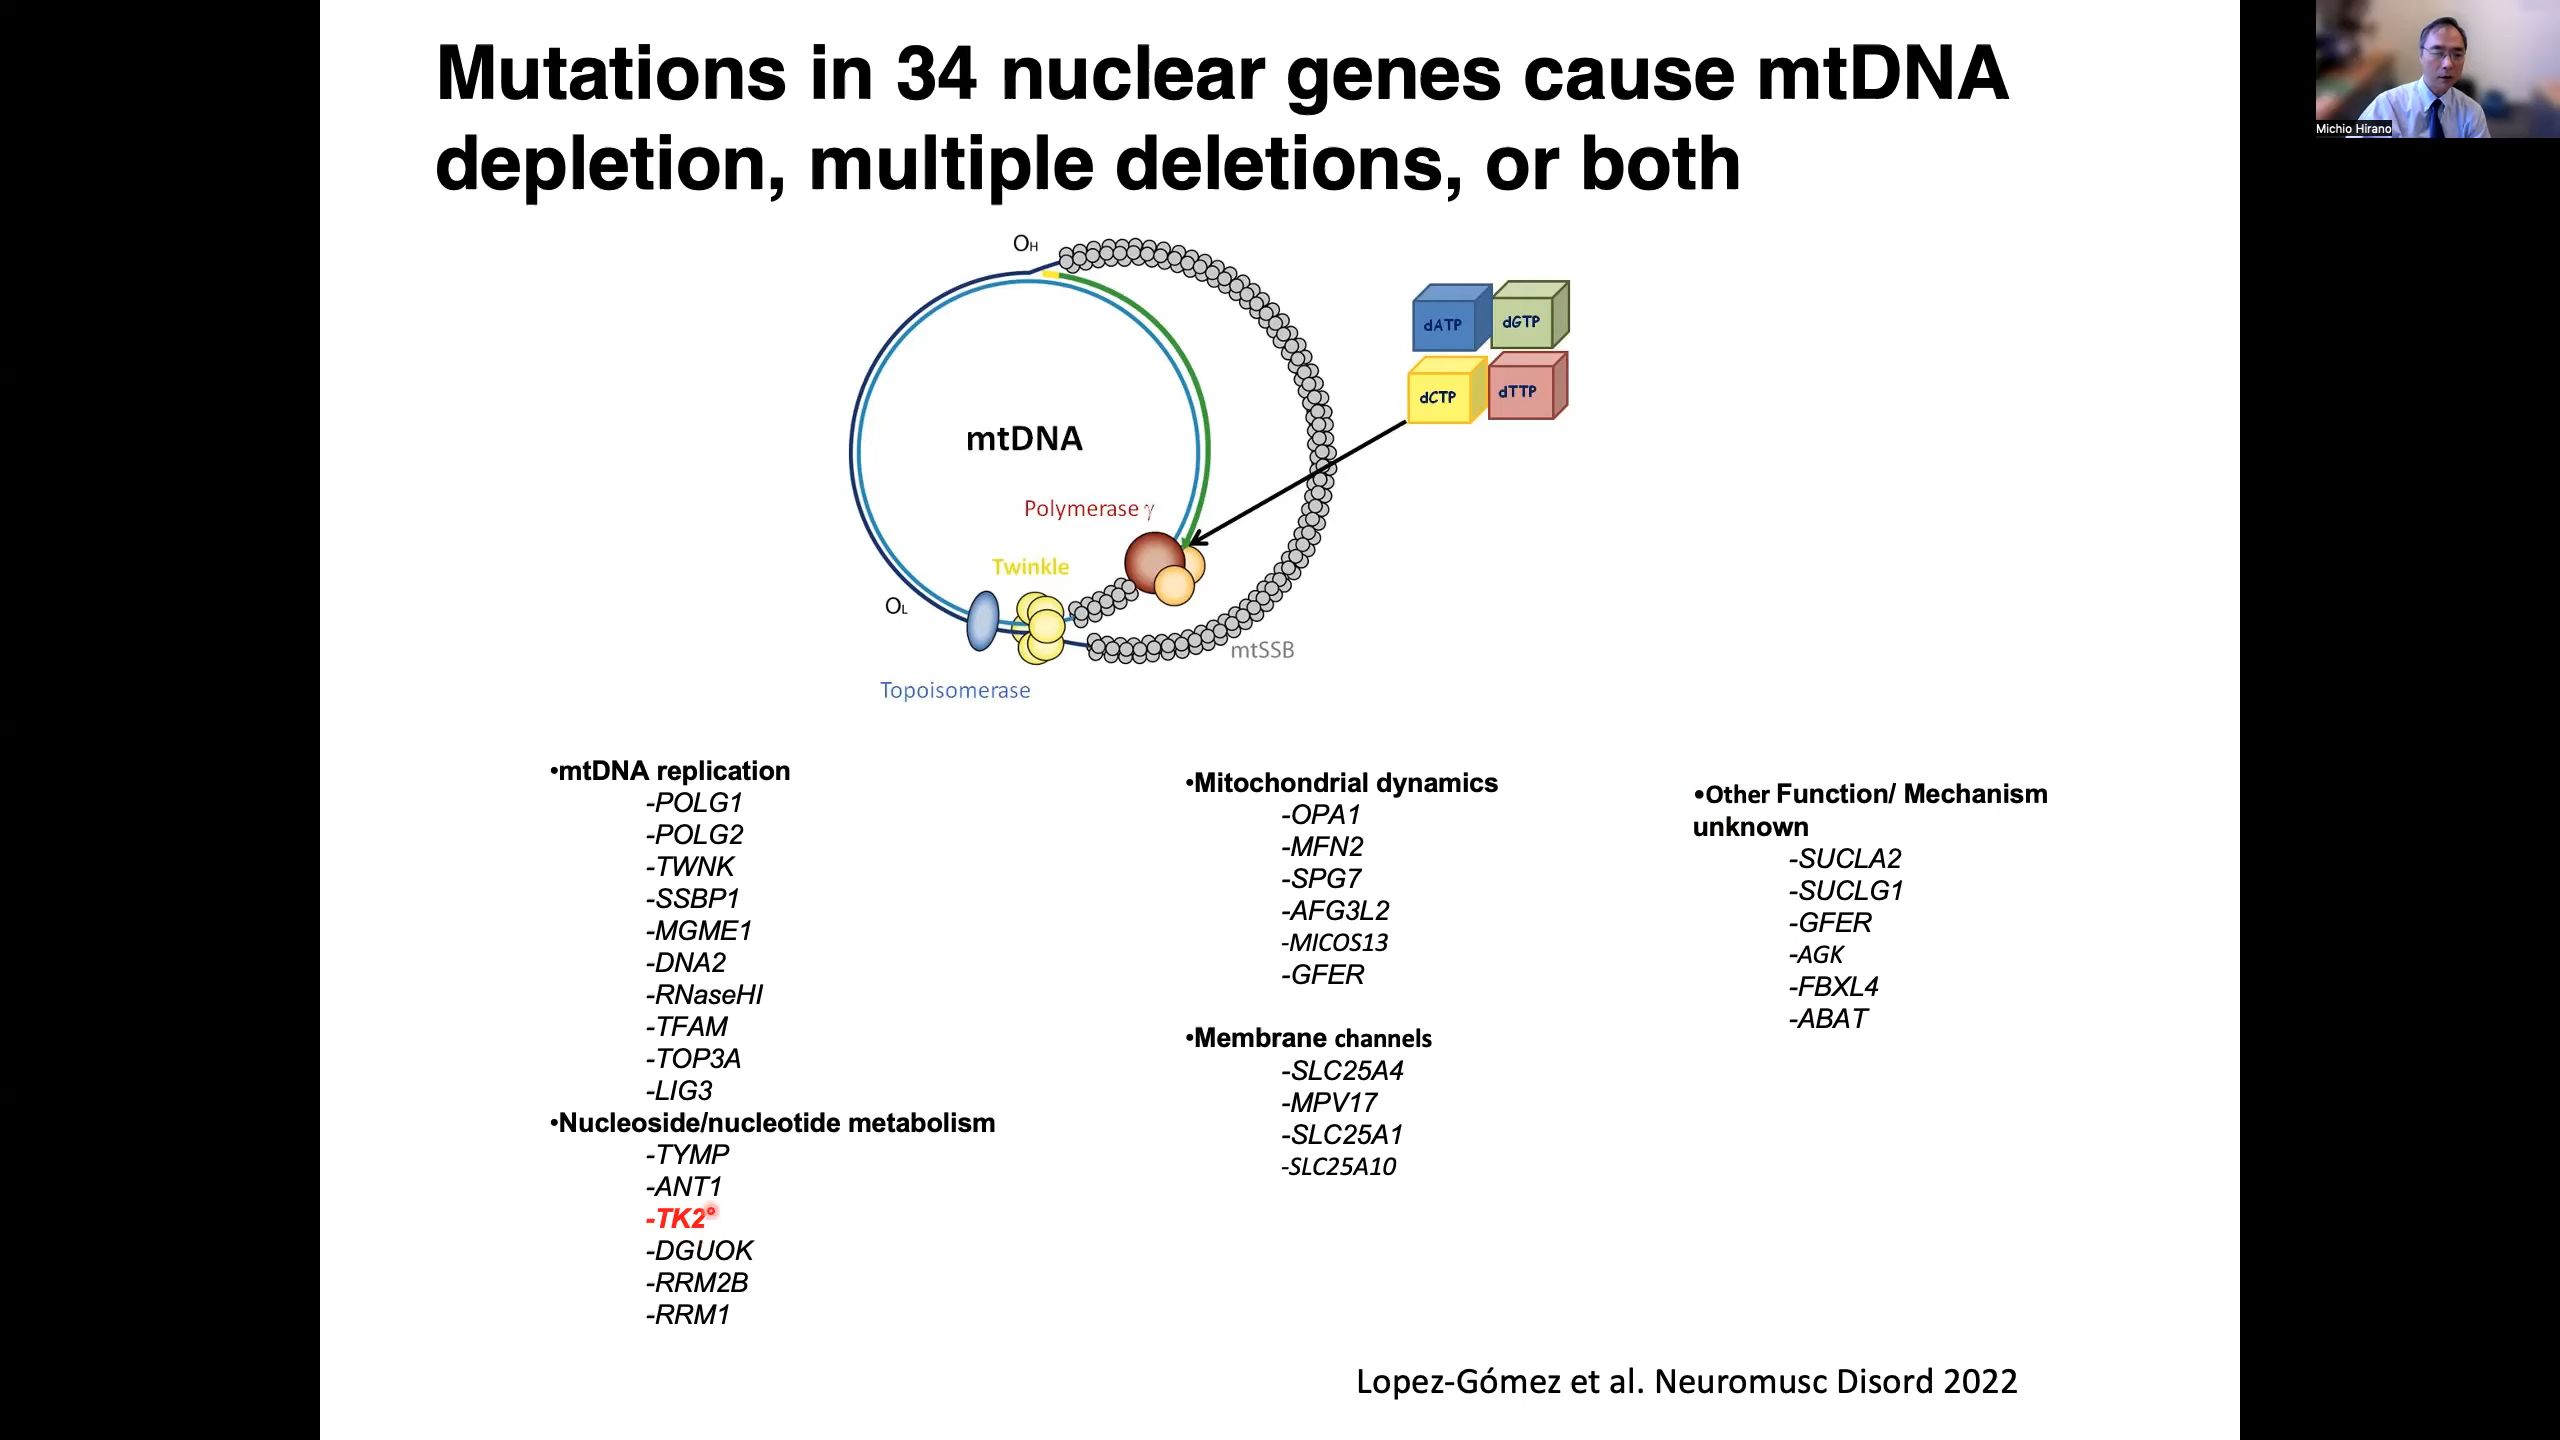 Mutations in 34 nuclear genes cause mtDNA
depletion, multiple deletions, or both
Michio Hirano
OH
dATP
dGTP
dCTP
dTTP
mtDNA
Polymerase γ
Twinkle
OL
mtSSB
Topoisomerase
•mtDNA replication
-POLG1
-POLG2
-TWNK
-SSBP1
-MGME1
-DNA2
-RNaseHI
-TFAM
-TOP3A
-LIG3
•Nucleoside/nucleotide metabolism
-TYMP
-ANT1
-TK2
-DGUOK
-RRM2B
-RRM1
•Mitochondrial dynamics
-OPA1
-MFN2
-SPG7
-AFG3L2
-MICOS13
-GFER
•Membrane channels
-SLC25A4
-MPV17
-SLC25A1
-SLC25A10
•Other Function/ Mechanism
unknown
-SUCLA2
-SUCLG1
-GFER
-AGK
-FBXL4
-ABAT
Lopez-Gómez et al. Neuromusc Disord 2022